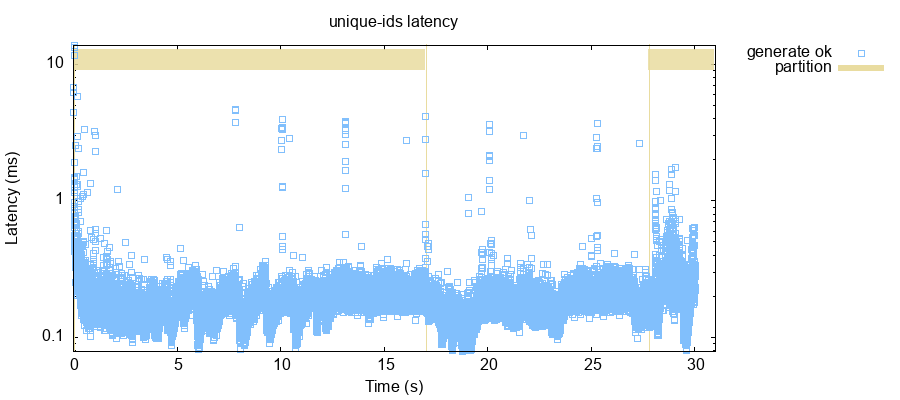 unique-ids latency
generate ok
partition
10
1
0.1
Latency (ms)
0
5
10
15
20
25
30
Time (s)